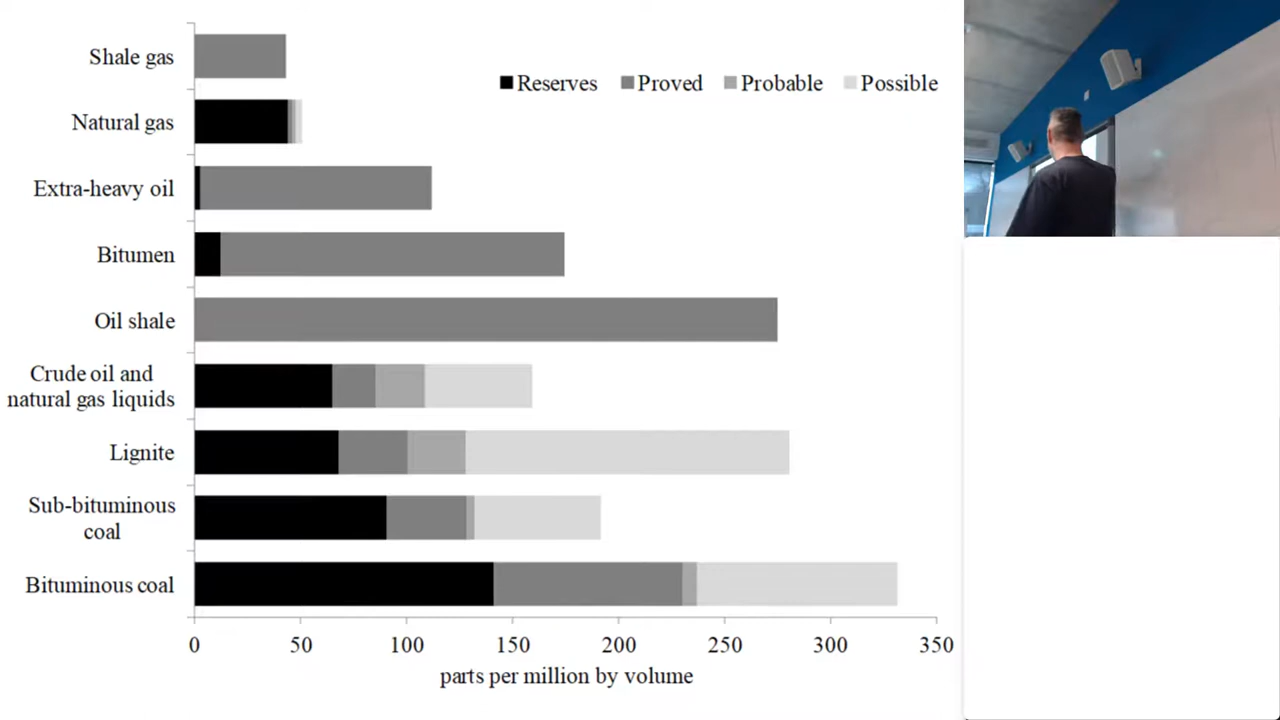 Shale gas
Reserves Proved Probable Possible
Natural gas
Extra-heavy oil
Bitumen
Oil shale
Crude oil and
natural gas liquids
Lignite
Sub-bituminous
coal
Bituminous coal
0 50 100 150 200 250 300 350
parts per million by volume